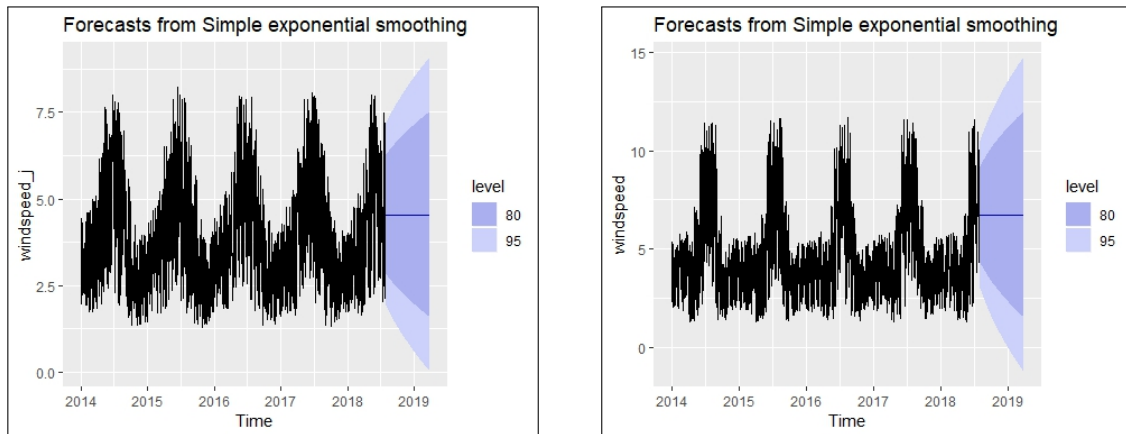 Forecasts from Simple exponential smoothing
7.5
5.0
2.5
0.0
windspeed_j
2014 2015 2016 2017 2018 2019
Time
level
80
95
Forecasts from Simple exponential smoothing
15
10
5
0
windspeed
2014 2015 2016 2017 2018 2019
Time
level
80
95